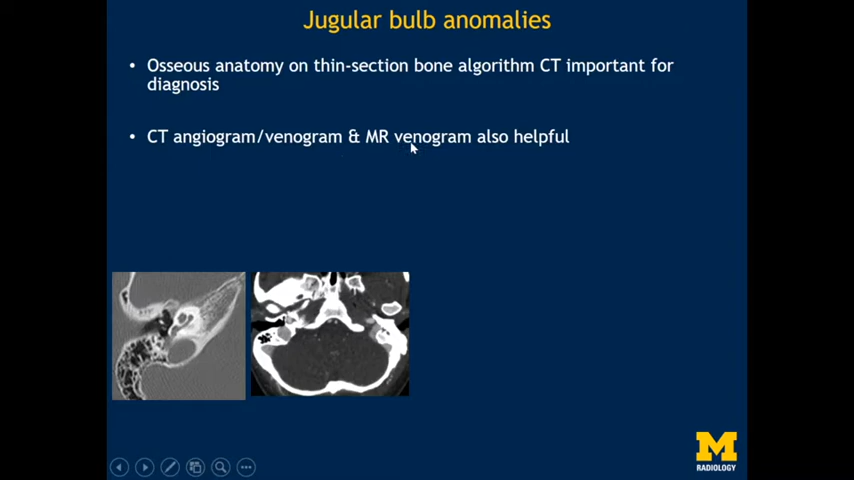 Jugular bulb anomalies
• Osseous anatomy on thin-section bone algorithm CT important for
diagnosis
• CT angiogram/venogram & MR venogram also helpful
M
RADIOLOGY